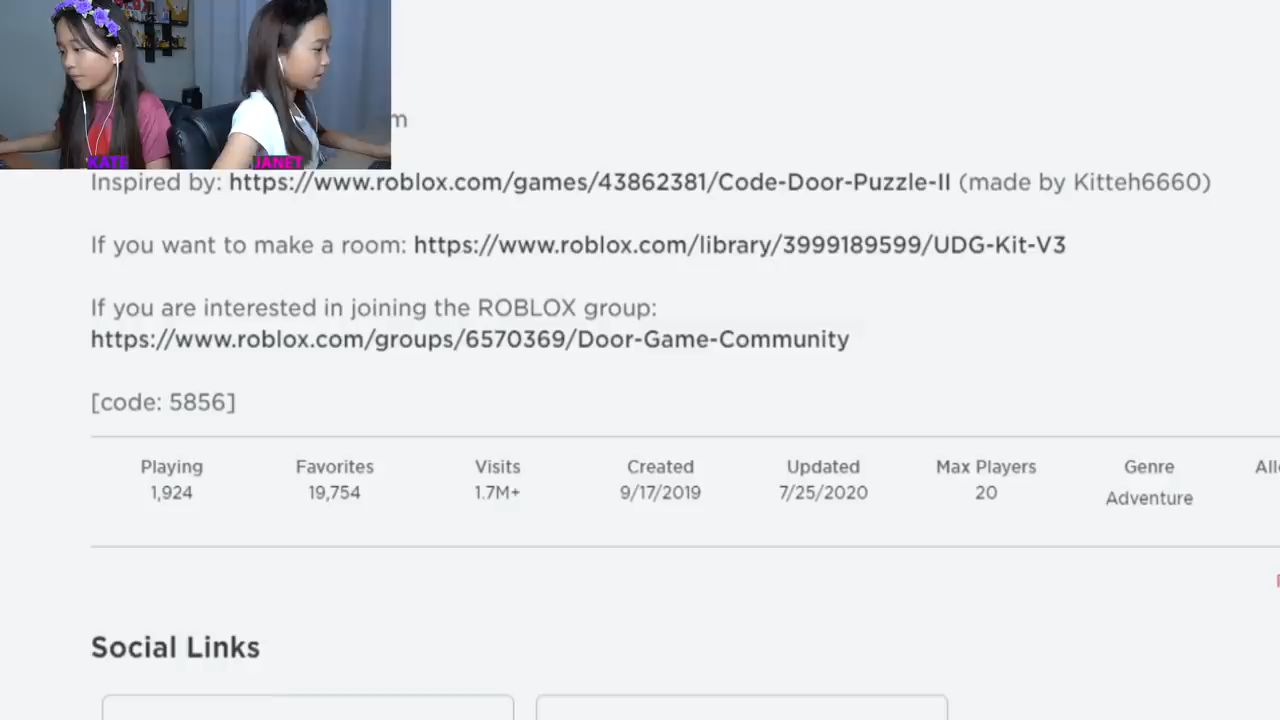 KATE
JANET
m
Inspired by: https://www.roblox.com/games/43862381/Code-Door-Puzzle-II (made by Kitteh6660)
If you want to make a room: https://www.roblox.com/library/3999189599/UDG-Kit-V3
If you are interested in joining the ROBLOX group:
https://www.roblox.com/groups/6570369/Door-Game-Community
[code: 5856]
Playing Favorites Visits Created Updated Max Players Genre All
1,924 19,754 1.7M+ 9/17/2019 7/25/2020 20 Adventure
Social Links